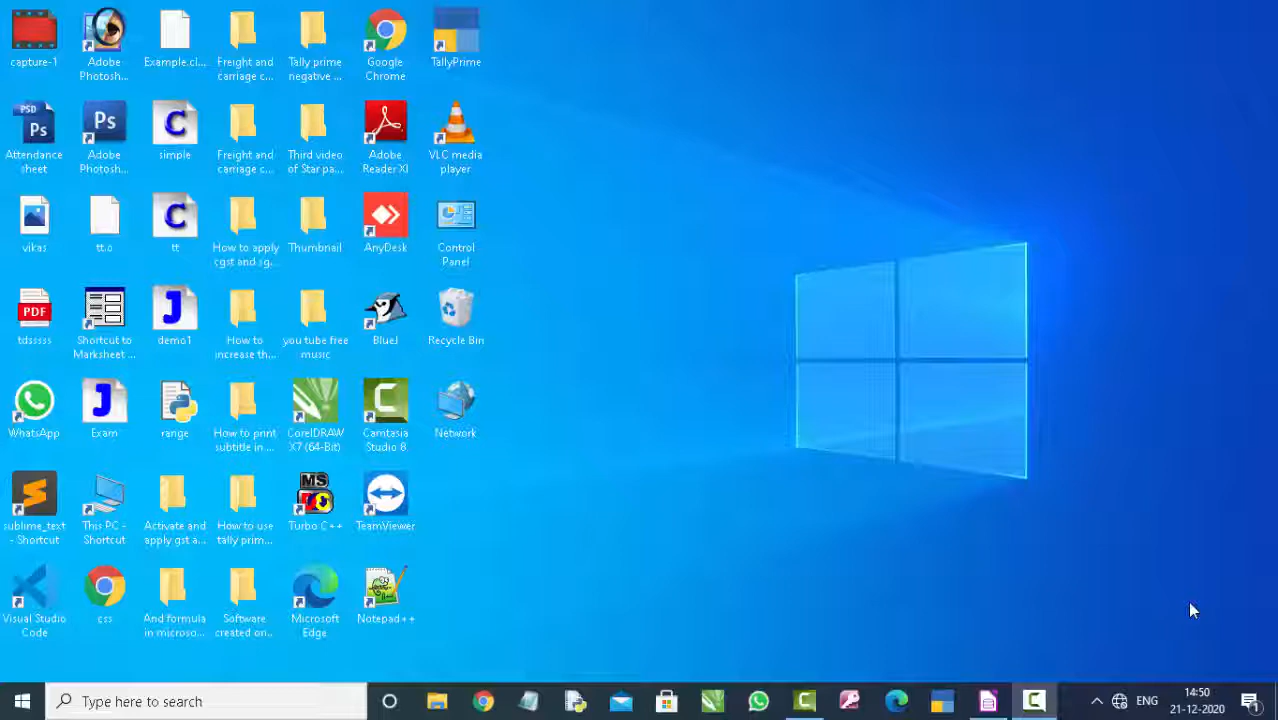 capture-1
Adobe
Photosh...
Example.cl...
Freight and
carriage c...
Tally prime
negative ...
Google
Chrome
TallyPrime
PSD
Ps
Attendance
sheet
Ps
Adobe
Photosh...
C
simple
Freight and
carriage c...
Third video
of Star pa...
Adobe
Reader XI
VLC media
player
vikas
tt.o
C
tt
How to apply
cgst and sg...
Thumbnail
AnyDesk
Control
Panel
PDF
tdsssss
Shortcut to
Marksheet ...
J
demo1
How to
increase th...
you tube free
music
BlueJ
Recycle Bin
WhatsApp
J
Exam
range
How to print
subtitle in ...
CorelDRAW
X7 (64-Bit)
C
Camtasia
Studio 8
Network
sublime_text
- Shortcut
This PC -
Shortcut
Activate and
apply gst a...
How to use
tally prim...
MS
Turbo C++
TeamViewer
Visual Studio
Code
css
And formula
in microso...
Software
created on...
Microsoft
Edge
Notepad++
Type here to search
ENG
14:50
21-12-2020
1